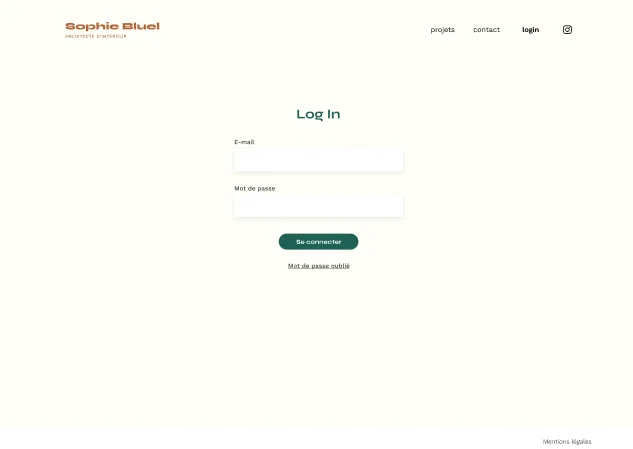 Sophie Bluel
ARCHITECTE D'INTÉRIEUR
projets
contact
login
Log In
E-mail
Mot de passe
Se connecter
Mot de passe oublié
Mentions légales